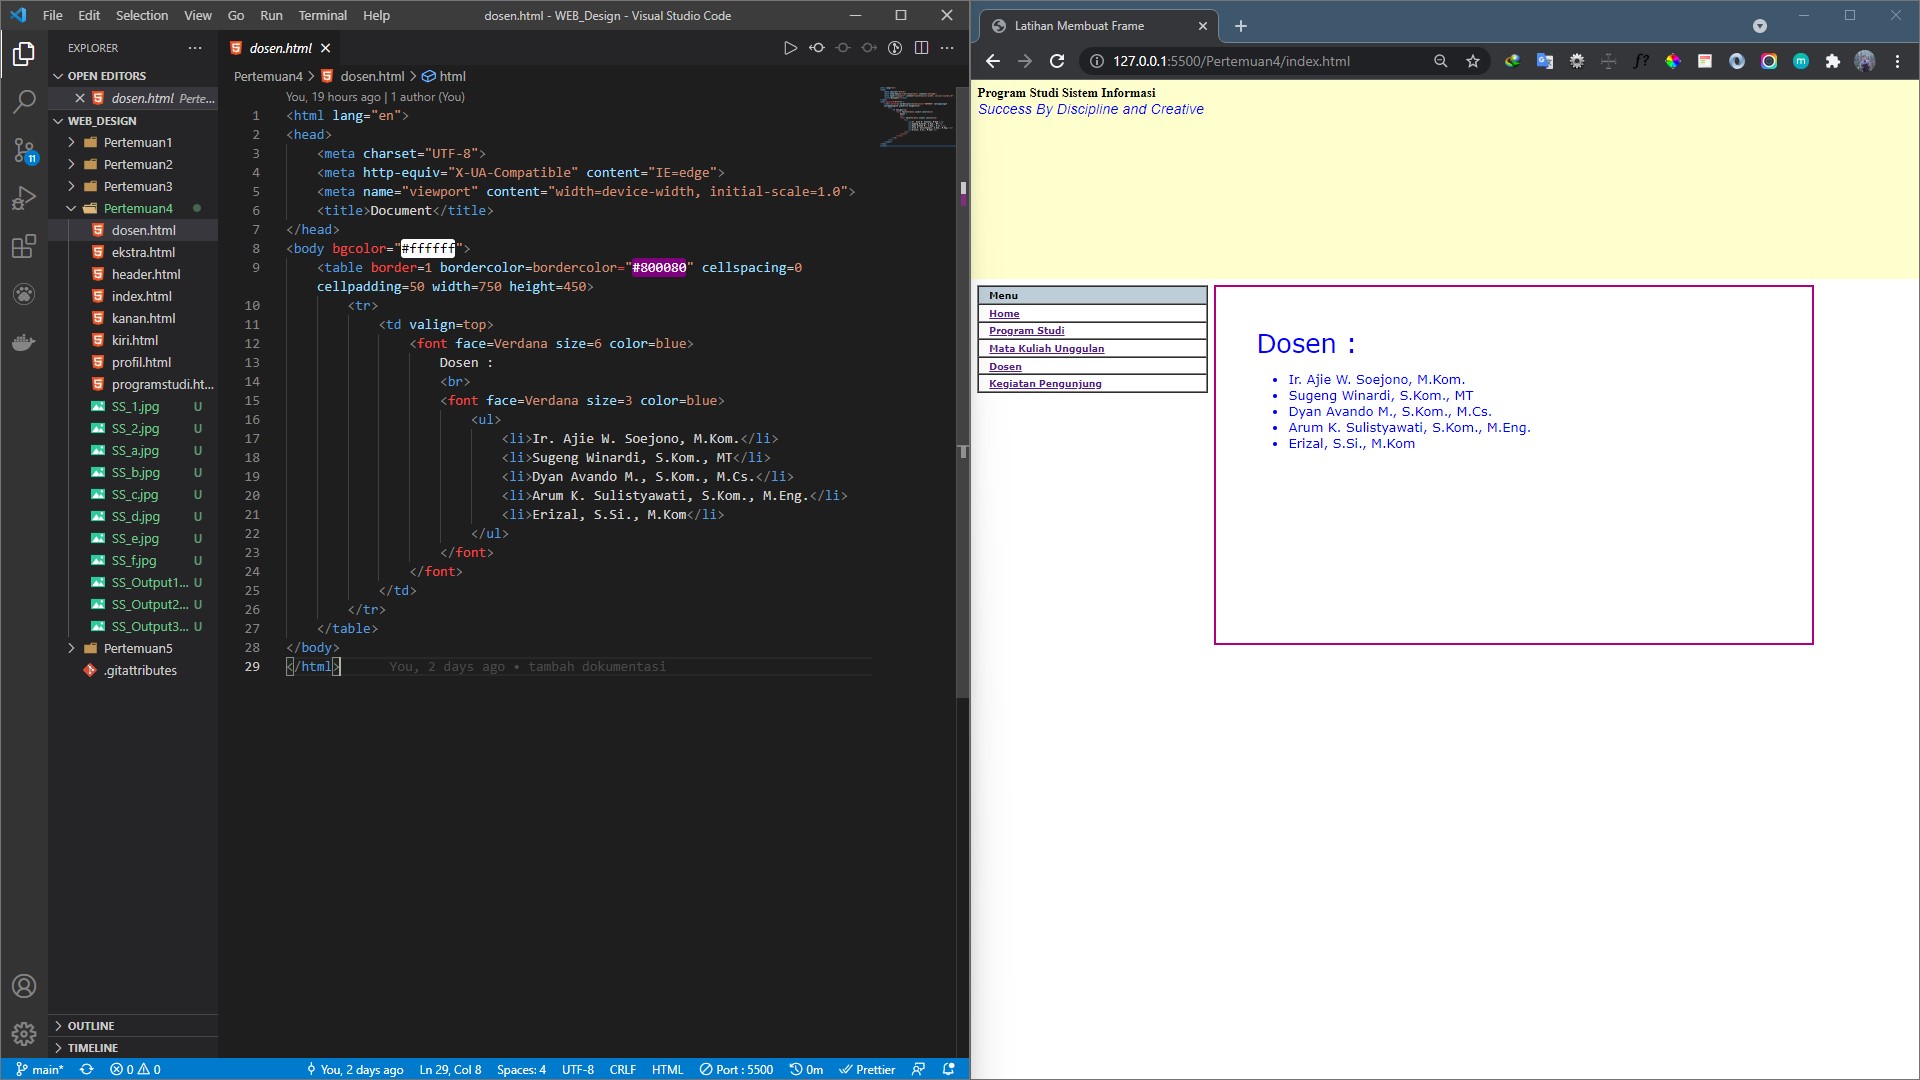 File Edit Selection View Go Run Terminal Help
dosen.html - WEB_Design - Visual Studio Code
EXPLORER
OPEN EDITORS
dosen.html Perte...
WEB_DESIGN
Pertemuan1
Pertemuan2
Pertemuan3
Pertemuan4
dosen.html
ekstra.html
header.html
index.html
kanan.html
kiri.html
profil.html
programstudi.ht...
SS_1.jpg U
SS_2.jpg U
SS_a.jpg U
SS_b.jpg U
SS_c.jpg U
SS_d.jpg U
SS_e.jpg U
SS_f.jpg U
SS_Output1... U
SS_Output2... U
SS_Output3... U
Pertemuan5
.gitattributes
OUTLINE
TIMELINE
11
dosen.html
Pertemuan4 > dosen.html > html
You, 19 hours ago | 1 author (You)
1 <html lang="en">
2 <head>
3 <meta charset="UTF-8">
4 <meta http-equiv="X-UA-Compatible" content="IE=edge">
5 <meta name="viewport" content="width=device-width, initial-scale=1.0">
6 <title>Document</title>
7 </head>
8 <body bgcolor="#ffffff">
9 <table border=1 bordercolor=bordercolor="#800080" cellspacing=0
cellpadding=50 width=750 height=450>
10 <tr>
11 <td valign=top>
12 <font face=Verdana size=6 color=blue>
13 Dosen :
14 <br>
15 <font face=Verdana size=3 color=blue>
16 <ul>
17 <li>Ir. Ajie W. Soejono, M.Kom.</li>
18 <li>Sugeng Winardi, S.Kom., MT</li>
19 <li>Dyan Avando M., S.Kom., M.Cs.</li>
20 <li>Arum K. Sulistyawati, S.Kom., M.Eng.</li>
21 <li>Erizal, S.Si., M.Kom</li>
22 </ul>
23 </font>
24 </font>
25 </td>
26 </tr>
27 </table>
28 </body>
29 </html> You, 2 days ago • tambah dokumentasi
main* 0 0 You, 2 days ago Ln 29, Col 8 Spaces: 4 UTF-8 CRLF HTML Port : 5500 0m Prettier
Latihan Membuat Frame
127.0.0.1:5500/Pertemuan4/index.html
f?
m
Program Studi Sistem Informasi
Success By Discipline and Creative
Menu
Home
Program Studi
Mata Kuliah Unggulan
Dosen
Kegiatan Pengunjung
Dosen :
• Ir. Ajie W. Soejono, M.Kom.
• Sugeng Winardi, S.Kom., MT
• Dyan Avando M., S.Kom., M.Cs.
• Arum K. Sulistyawati, S.Kom., M.Eng.
• Erizal, S.Si., M.Kom